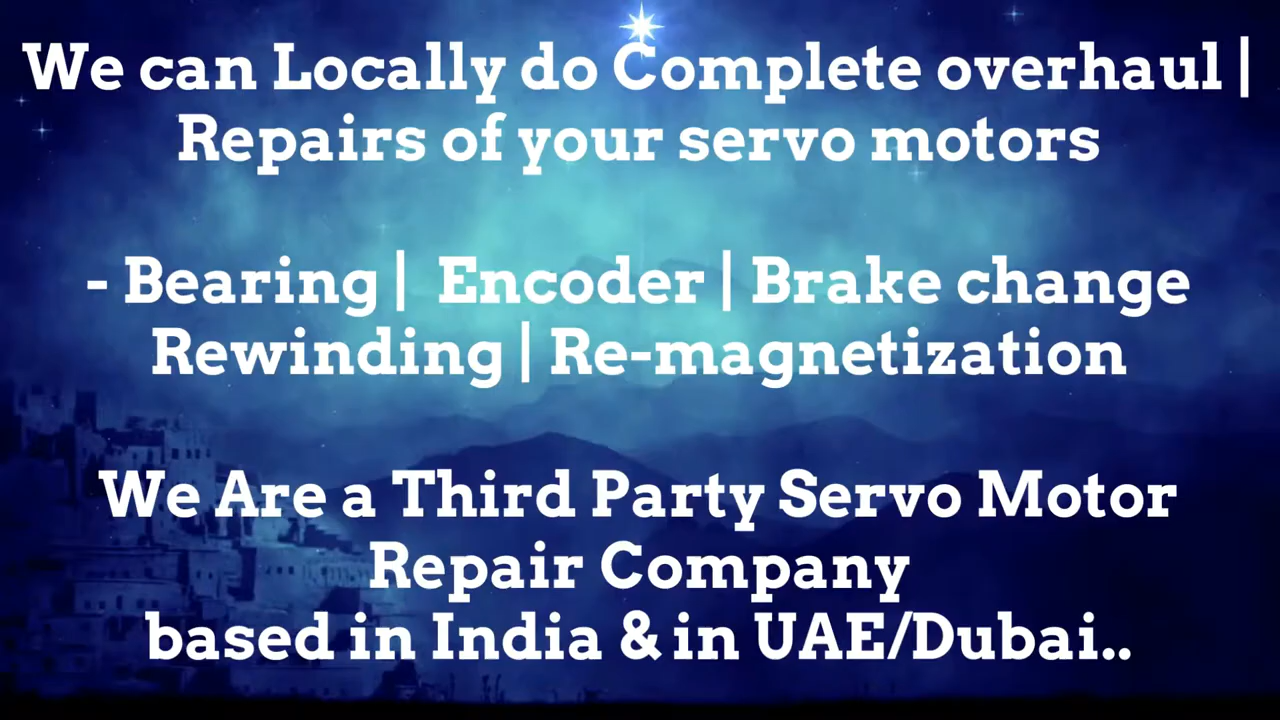 We can Locally do Complete overhaul |
Repairs of your servo motors
- Bearing | Encoder | Brake change
Rewinding | Re-magnetization
We Are a Third Party Servo Motor
Repair Company
based in India & in UAE/Dubai..